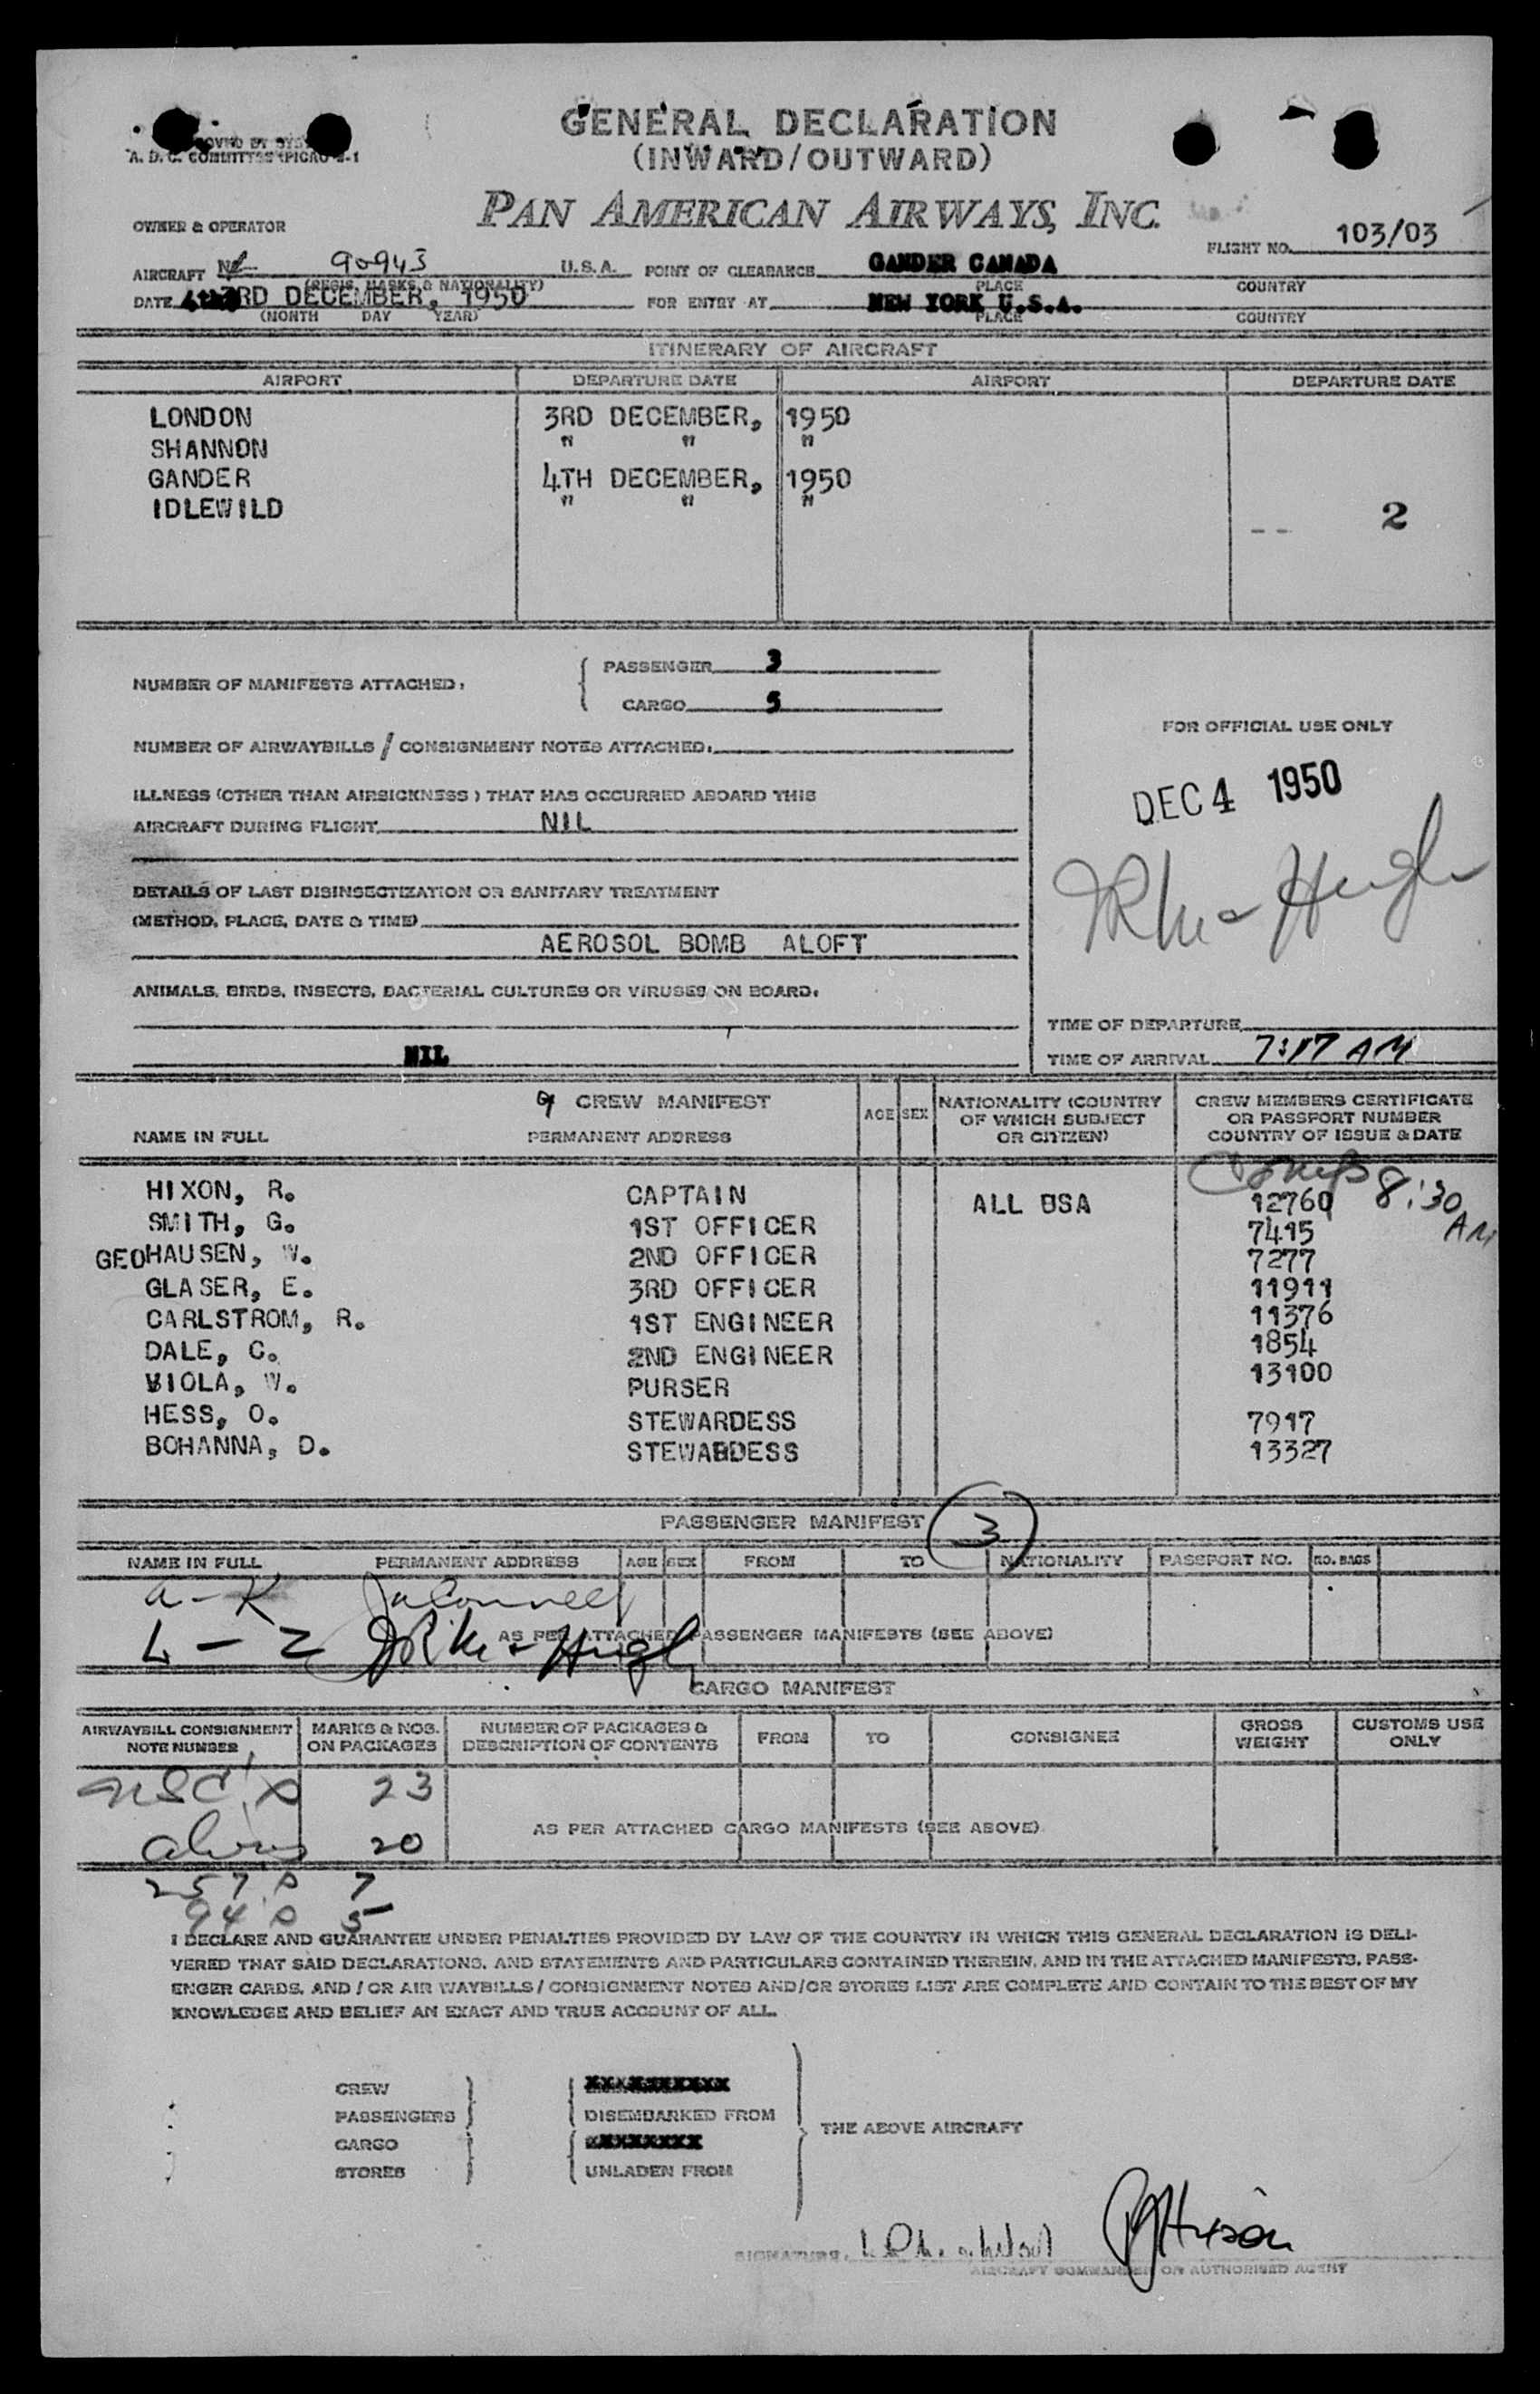 GENERAL DECLARATION
(INWARD/OUTWARD)
A. D. C. COMMITTEE
PAN AMERICAN AIRWAYS, INC.
OWNER & OPERATOR
FLIGHT NO. 103/03
AIRCRAFT 90943 U.S.A. POINT OF CLEARANCE GANDER CANADA
(REGIS. MARKS & NATIONALITY) PLACE COUNTRY
DATE 3RD DECEMBER, 1950 FOR ENTRY AT NEW YORK U.S.A.
(MONTH DAY YEAR) PLACE COUNTRY
ITINERARY OF AIRCRAFT
AIRPORT DEPARTURE DATE AIRPORT DEPARTURE DATE
LONDON 3RD DECEMBER, 1950
SHANNON " " "
GANDER 4TH DECEMBER, 1950
IDLEWILD " " "
-- 2
NUMBER OF MANIFESTS ATTACHED: PASSENGER 3
CARGO 5
FOR OFFICIAL USE ONLY
NUMBER OF AIRWAYBILLS / CONSIGNMENT NOTES ATTACHED:
DEC 4 1950
ILLNESS (OTHER THAN AIRSICKNESS) THAT HAS OCCURRED ABOARD THIS
AIRCRAFT DURING FLIGHT NIL
DETAILS OF LAST DISINSECTIZATION OR SANITARY TREATMENT
(METHOD, PLACE, DATE & TIME)
AEROSOL BOMB ALOFT
ANIMALS, BIRDS, INSECTS, BACTERIAL CULTURES OR VIRUSES ON BOARD:
NIL
TIME OF DEPARTURE
TIME OF ARRIVAL 7:17 AM
9 CREW MANIFEST
NAME IN FULL PERMANENT ADDRESS AGE SEX NATIONALITY (COUNTRY OF WHICH SUBJECT OR CITIZEN) CREW MEMBERS CERTIFICATE OR PASSPORT NUMBER COUNTRY OF ISSUE & DATE
8:30 AM
HIXON, R. CAPTAIN ALL USA 12760
SMITH, G. 1ST OFFICER 7415
GEOHAUSEN, W. 2ND OFFICER 7277
GLASER, E. 3RD OFFICER 11911
CARLSTROM, R. 1ST ENGINEER 11376
DALE, C. 2ND ENGINEER 1854
VIOLA, W. PURSER 13100
HESS, O. STEWARDESS 7917
BOHANNA, D. STEWARDESS 13327
PASSENGER MANIFEST 3
NAME IN FULL PERMANENT ADDRESS AGE SEX FROM TO NATIONALITY PASSPORT NO. NO. BAGS
a - K
L - Z
AS PER ATTACHED PASSENGER MANIFESTS (SEE ABOVE)
CARGO MANIFEST
AIRWAYBILL CONSIGNMENT NOTE NUMBER MARKS & NOS. ON PACKAGES NUMBER OF PACKAGES & DESCRIPTION OF CONTENTS FROM TO CONSIGNEE GROSS WEIGHT CUSTOMS USE ONLY
USC's 23
aliens 20
AS PER ATTACHED CARGO MANIFESTS (SEE ABOVE)
257's 7
94's 5
I DECLARE AND GUARANTEE UNDER PENALTIES PROVIDED BY LAW OF THE COUNTRY IN WHICH THIS GENERAL DECLARATION IS DELI-
VERED THAT SAID DECLARATIONS, AND STATEMENTS AND PARTICULARS CONTAINED THEREIN, AND IN THE ATTACHED MANIFESTS, PASS-
ENGER CARDS, AND / OR AIR WAYBILLS / CONSIGNMENT NOTES AND/OR STORES LIST ARE COMPLETE AND CONTAIN TO THE BEST OF MY
KNOWLEDGE AND BELIEF AN EXACT AND TRUE ACCOUNT OF ALL.
CREW
PASSENGERS DISEMBARKED FROM
THE ABOVE AIRCRAFT
CARGO
STORES UNLADEN FROM
SIGNATURE. RJHixon
AIRCRAFT COMMANDER OR AUTHORISED AGENT